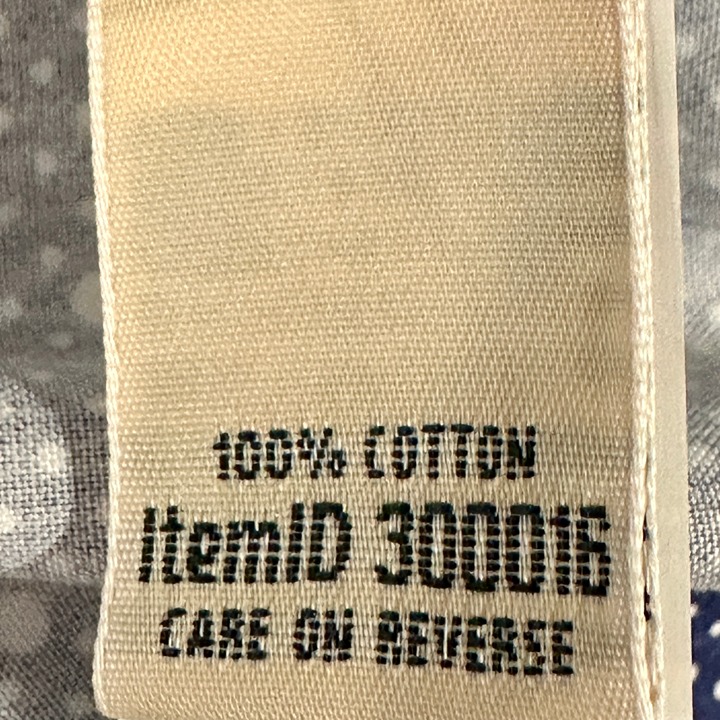 100% COTTON
ItemID 300016
CARE ON REVERSE